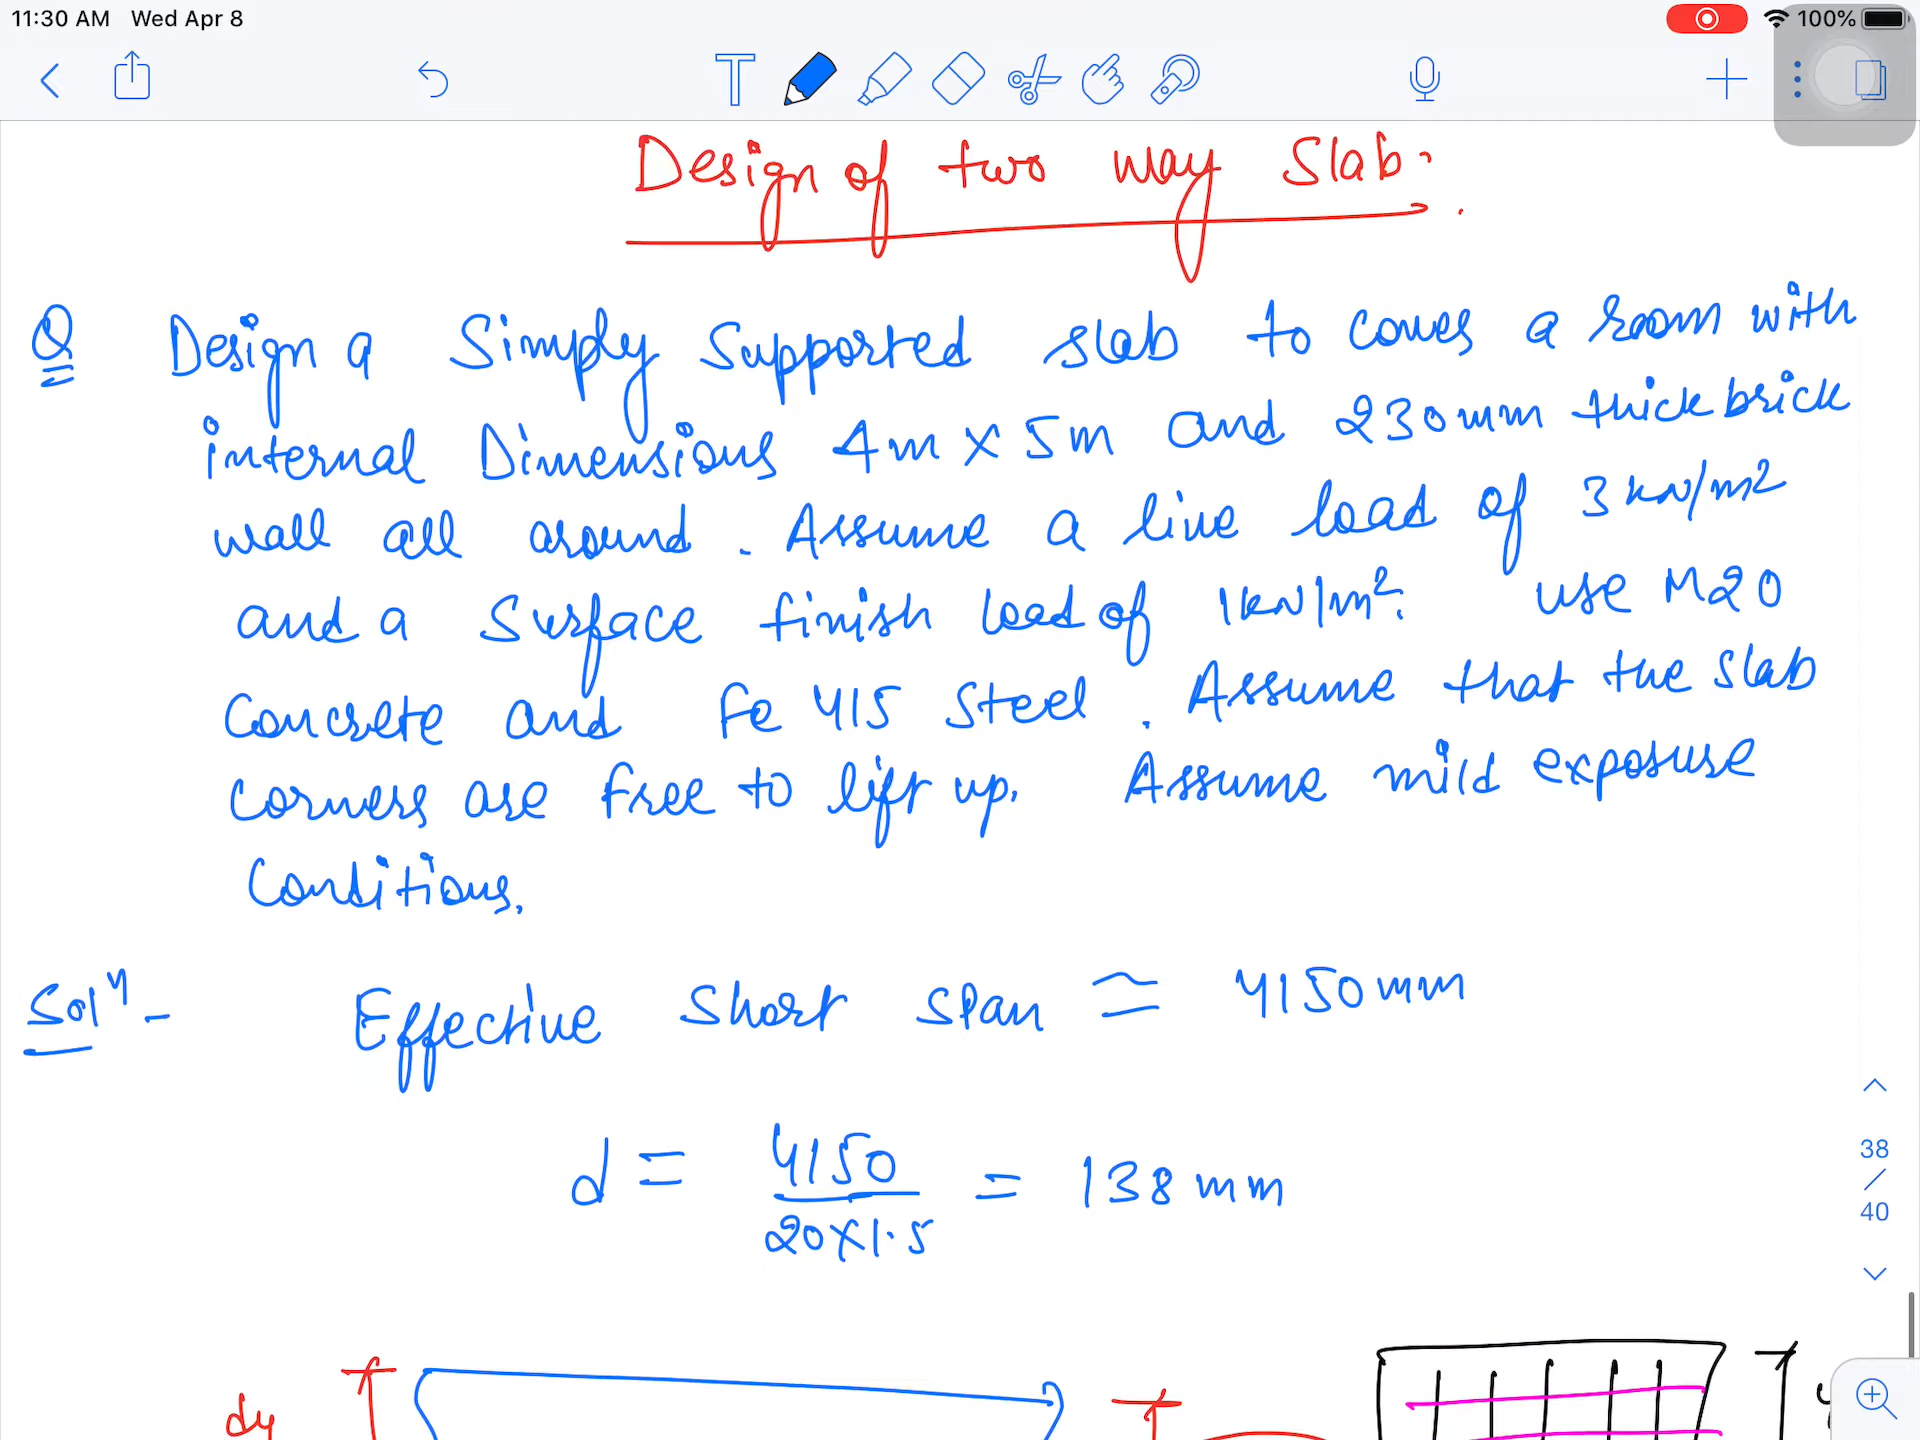 11:30 AM Wed Apr 8
100%
Design of two way Slab.
Q Design a Simply Supported slab to cover a room with
internal Dimensions 4m × 5m and 230mm thick brick
wall all around. Assume a live load of 3 kN/m²
and a Surface finish load of 1kN/m². use M20
Concrete and Fe 415 Steel. Assume that the slab
corners are free to lift up. Assume mild exposure
Conditions.
Solⁿ - Effective Short Span ≃ 4150mm
d = 4150 / 20×1.5 = 138 mm
38
/
40
T